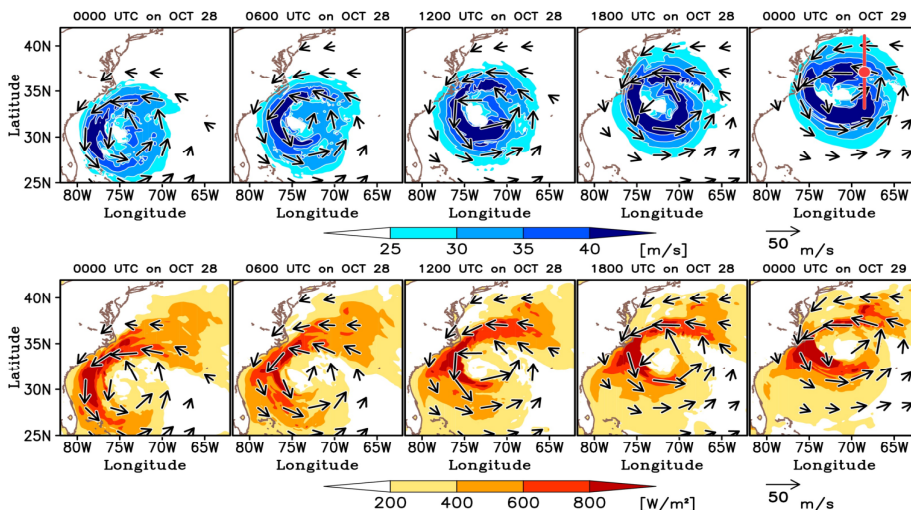 0000 UTC on OCT 28 0600 UTC on OCT 28 1200 UTC on OCT 28 1800 UTC on OCT 28 0000 UTC on OCT 29
40N
35N
30N
25N
Latitude
80W 75W 70W 65W 80W 75W 70W 65W 80W 75W 70W 65W 80W 75W 70W 65W 80W 75W 70W 65W
Longitude Longitude Longitude Longitude Longitude
25 30 35 40 [m/s] 50 m/s
0000 UTC on OCT 28 0600 UTC on OCT 28 1200 UTC on OCT 28 1800 UTC on OCT 28 0000 UTC on OCT 29
40N
35N
30N
25N
Latitude
80W 75W 70W 65W 80W 75W 70W 65W 80W 75W 70W 65W 80W 75W 70W 65W 80W 75W 70W 65W
Longitude Longitude Longitude Longitude Longitude
200 400 600 800 [W/m²] 50 m/s